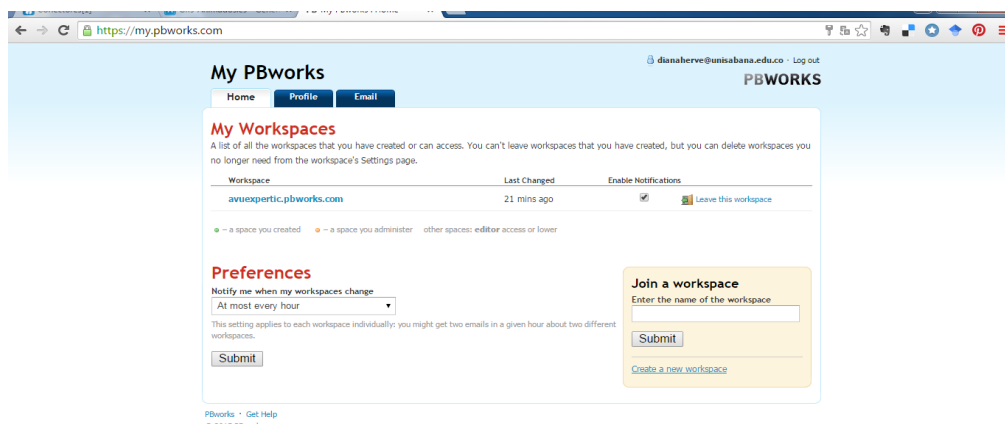 https://my.pbworks.com
dianaherve@unisabana.edu.co · Log out
My PBworks
PBWORKS
Home Profile Email
My Workspaces
A list of all the workspaces that you have created or can access. You can't leave workspaces that you have created, but you can delete workspaces you
no longer need from the workspace's Settings page.
Workspace Last Changed Enable Notifications
avuexpertic.pbworks.com 21 mins ago Leave this workspace
– a space you created – a space you administer other spaces: editor access or lower
Preferences
Notify me when my workspaces change
At most every hour
This setting applies to each workspace individually: you might get two emails in a given hour about two different
workspaces.
Submit
Join a workspace
Enter the name of the workspace
Submit
Create a new workspace
PBworks · Get Help